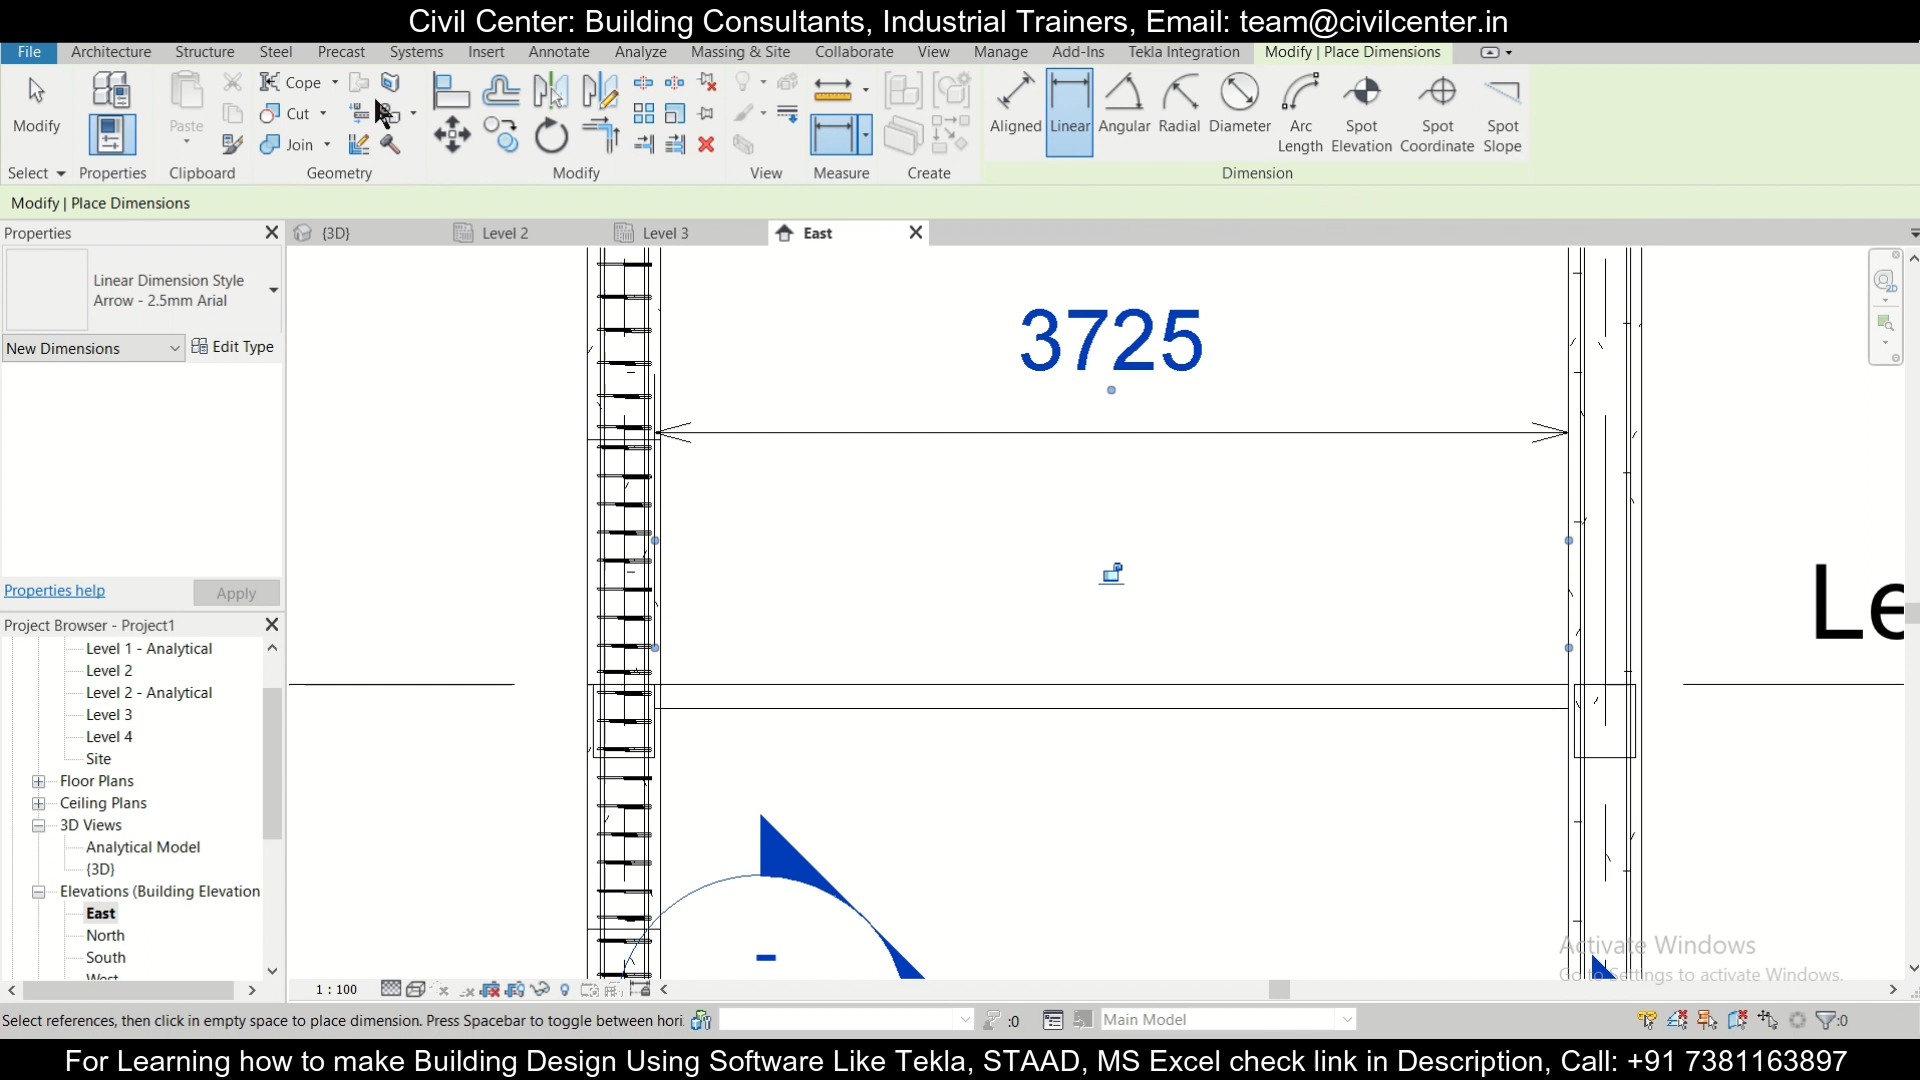 Civil Center: Building Consultants, Industrial Trainers, Email: team@civilcenter.in
File Architecture Structure Steel Precast Systems Insert Annotate Analyze Massing & Site Collaborate View Manage Add-Ins Tekla Integration Modify | Place Dimensions
Modify Paste Cope Cut Join
Aligned Linear Angular Radial Diameter Arc Length Spot Elevation Spot Coordinate Spot Slope
Select Properties Clipboard Geometry Modify View Measure Create Dimension
Modify | Place Dimensions
Properties
{3D} Level 2 Level 3 East
Linear Dimension Style
Arrow - 2.5mm Arial
New Dimensions Edit Type
3725
Properties help Apply
Le
Project Browser - Project1
Level 1 - Analytical
Level 2
Level 2 - Analytical
Level 3
Level 4
Site
Floor Plans
Ceiling Plans
3D Views
Analytical Model
{3D}
Elevations (Building Elevation
East
North
South
West
-
Activate Windows
Go to Settings to activate Windows.
1 : 100
Select references, then click in empty space to place dimension. Press Spacebar to toggle between hori :0 Main Model :0
For Learning how to make Building Design Using Software Like Tekla, STAAD, MS Excel check link in Description, Call: +91 7381163897